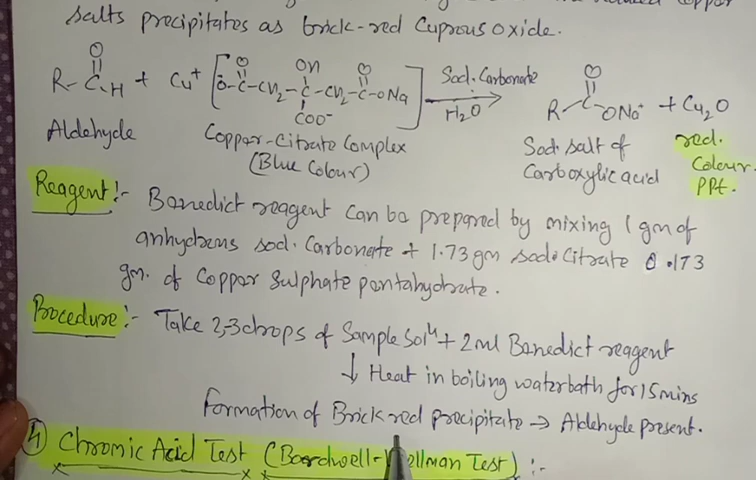 salts precipitates as brick-red Cuprous oxide.
R-C(=O)-H + Cu⁺ [O-C(=O)-CH2-C(OH)(COO⁻)-CH2-C(=O)-ONa] Sod. Carbonate → H2O R-C(=O)-ONa⁺ + Cu2O
Aldehyde Copper-Citrate Complex (Blue Colour) Sod. salt of Carboxylic acid red. Colour. PPt.
Reagent:- Benedict reagent can be prepared by mixing 1 gm of
anhydrous sod. Carbonate + 1.73 gm sod. Citrate & .173
gm. of Copper Sulphate pentahydrate.
Procedure:- Take 2,-3 drops of Sample Solⁿ + 2ml Benedict reagent
↓ Heat in boiling waterbath for 15 mins
Formation of Brick red precipitate → Aldehyde present.
4) Chromic Acid Test (Bordwell-Wellman Test):-